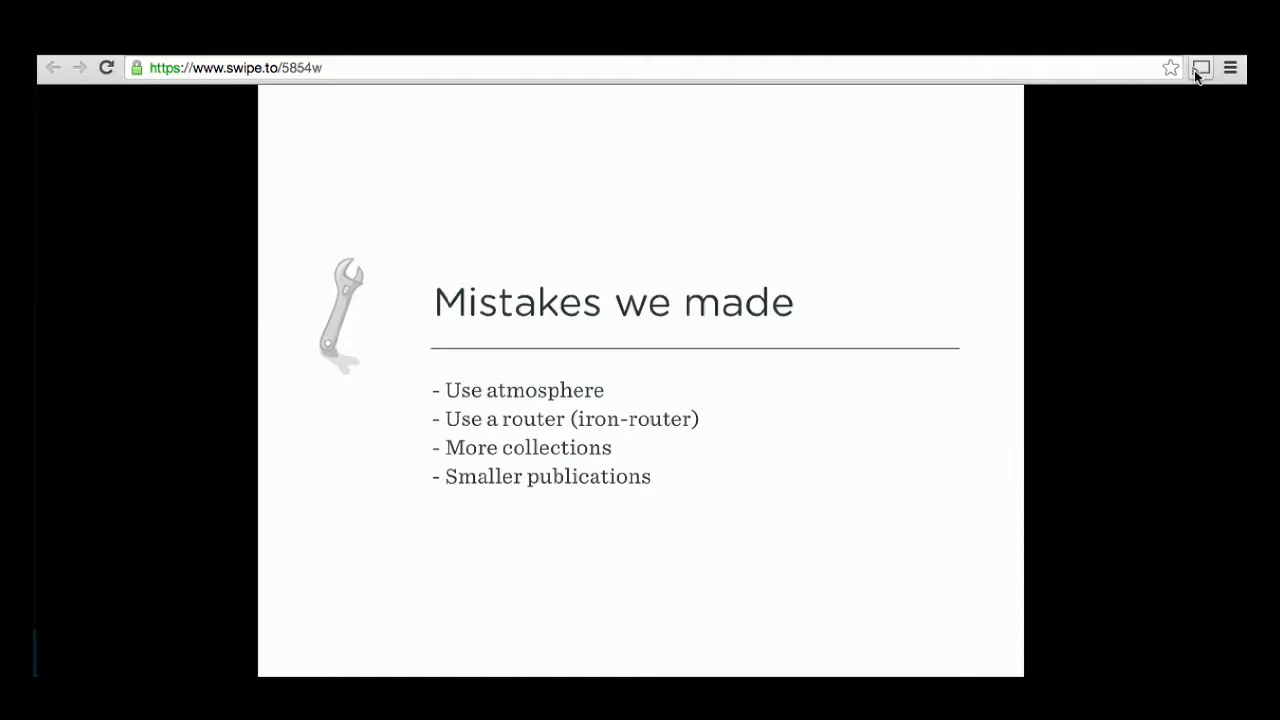 https://www.swipe.to/5854w
Mistakes we made
- Use atmosphere
- Use a router (iron-router)
- More collections
- Smaller publications